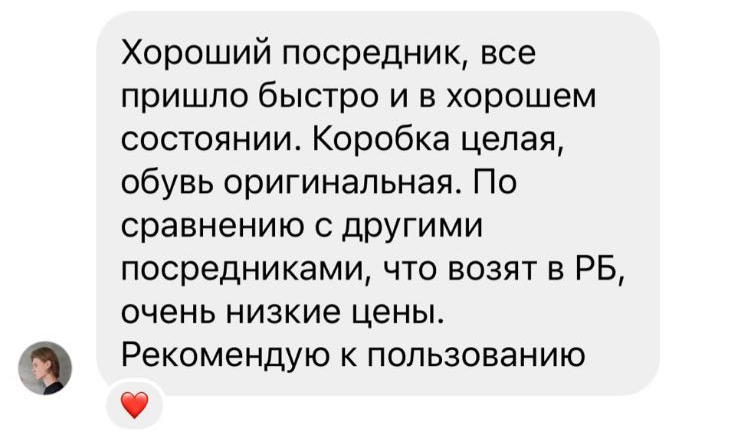 Хороший посредник, все
пришло быстро и в хорошем
состоянии. Коробка целая,
обувь оригинальная. По
сравнению с другими
посредниками, что возят в РБ,
очень низкие цены.
Рекомендую к пользованию